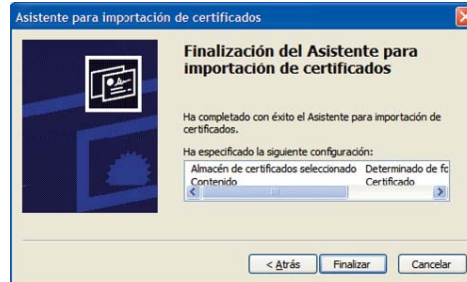 Asistente para importación de certificados
Finalización del Asistente para
importación de certificados
Ha completado con éxito el Asistente para importación de
certificados.
Ha especificado la siguiente configuración:
Almacén de certificados seleccionado Determinado de fo
Contenido Certificado
< Atrás Finalizar Cancelar